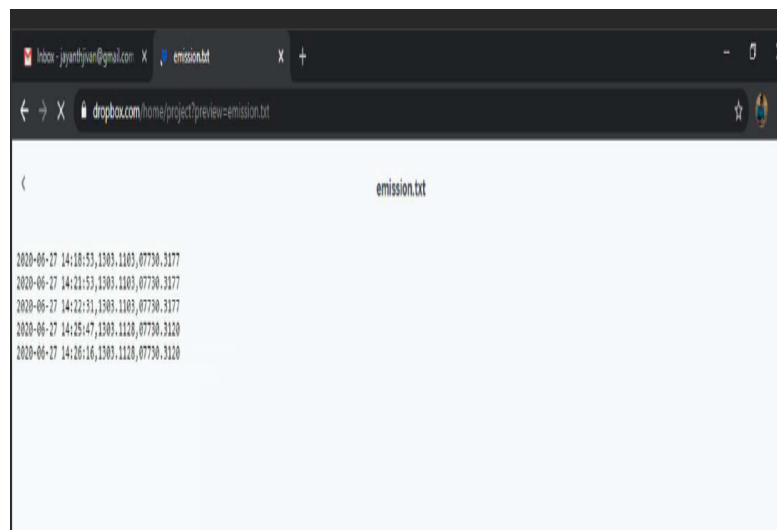 Inbox - jayanthjivan@gmail.com
emission.txt
dropbox.com/home/project?preview=emission.txt
emission.txt
2020-06-27 14:18:53,1303.1103,07730.3177
2020-06-27 14:21:53,1303.1103,07730.3177
2020-06-27 14:22:31,1303.1103,07730.3177
2020-06-27 14:25:47,1303.1128,07730.3120
2020-06-27 14:26:16,1303.1128,07730.3120